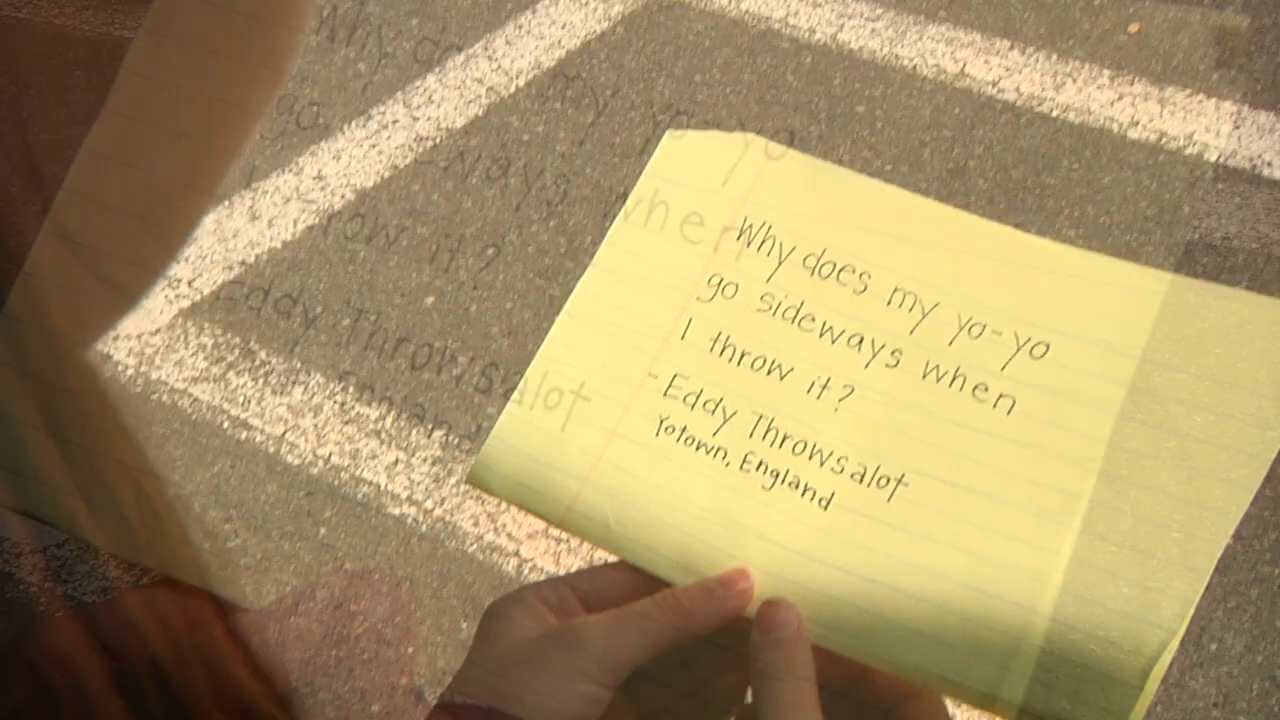 Why does my yo-yo
go sideways when
I throw it?
- Eddy Throwsalot
Yotown, England